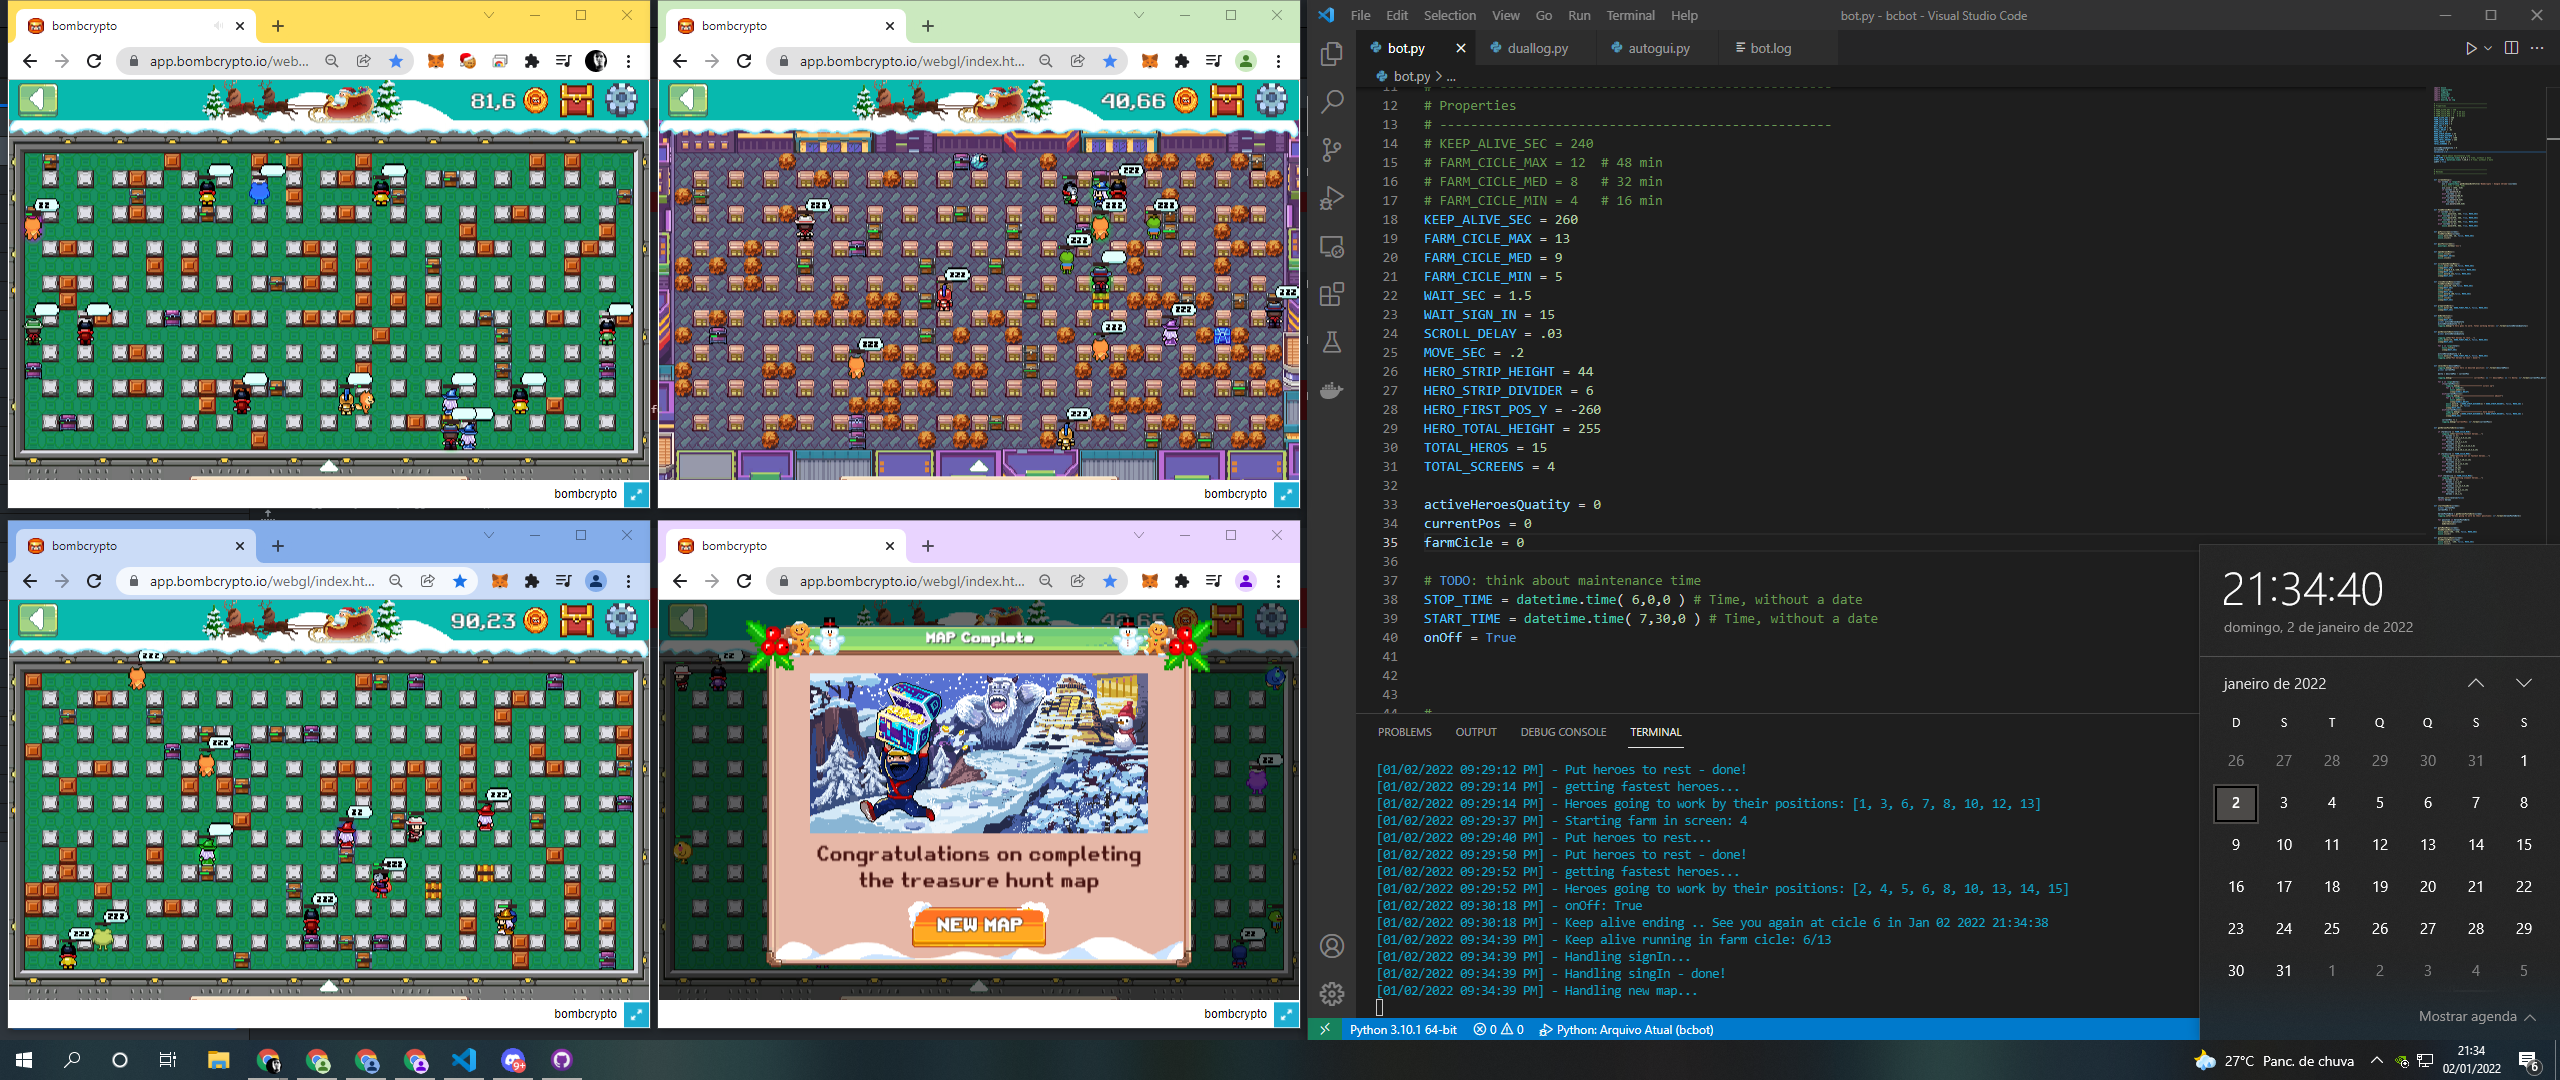 bombcrypto
app.bombcrypto.io/web...
81,6
bombcrypto
bombcrypto
app.bombcrypto.io/webgl/index.ht...
40,66
bombcrypto
bombcrypto
app.bombcrypto.io/webgl/index.ht...
90,23
bombcrypto
bombcrypto
app.bombcrypto.io/webgl/index.ht...
MAP Complete
Congratulations on completing
the treasure hunt map
NEW MAP
bombcrypto
File Edit Selection View Go Run Terminal Help
bot.py - bcbot - Visual Studio Code
bot.py duallog.py autogui.py bot.log
bot.py > ...
12 # Properties
13 # --------------------------------------------------
14 # KEEP_ALIVE_SEC = 240
15 # FARM_CICLE_MAX = 12 # 48 min
16 # FARM_CICLE_MED = 8 # 32 min
17 # FARM_CICLE_MIN = 4 # 16 min
18 KEEP_ALIVE_SEC = 260
19 FARM_CICLE_MAX = 13
20 FARM_CICLE_MED = 9
21 FARM_CICLE_MIN = 5
22 WAIT_SEC = 1.5
23 WAIT_SIGN_IN = 15
24 SCROLL_DELAY = .03
25 MOVE_SEC = .2
26 HERO_STRIP_HEIGHT = 44
27 HERO_STRIP_DIVIDER = 6
28 HERO_FIRST_POS_Y = -260
29 HERO_TOTAL_HEIGHT = 255
30 TOTAL_HEROS = 15
31 TOTAL_SCREENS = 4
32
33 activeHeroesQuatity = 0
34 currentPos = 0
35 farmCicle = 0
36
37 # TODO: think about maintenance time
38 STOP_TIME = datetime.time( 6,0,0 ) # Time, without a date
39 START_TIME = datetime.time( 7,30,0 ) # Time, without a date
40 onOff = True
41
42
43
PROBLEMS OUTPUT DEBUG CONSOLE TERMINAL
[01/02/2022 09:29:12 PM] - Put heroes to rest - done!
[01/02/2022 09:29:14 PM] - getting fastest heroes...
[01/02/2022 09:29:14 PM] - Heroes going to work by their positions: [1, 3, 6, 7, 8, 10, 12, 13]
[01/02/2022 09:29:37 PM] - Starting farm in screen: 4
[01/02/2022 09:29:40 PM] - Put heroes to rest...
[01/02/2022 09:29:50 PM] - Put heroes to rest - done!
[01/02/2022 09:29:52 PM] - getting fastest heroes...
[01/02/2022 09:29:52 PM] - Heroes going to work by their positions: [2, 4, 5, 6, 8, 10, 13, 14, 15]
[01/02/2022 09:30:18 PM] - onOff: True
[01/02/2022 09:30:18 PM] - Keep alive ending .. See you again at cicle 6 in Jan 02 2022 21:34:38
[01/02/2022 09:34:39 PM] - Keep alive running in farm cicle: 6/13
[01/02/2022 09:34:39 PM] - Handling signIn...
[01/02/2022 09:34:39 PM] - Handling singIn - done!
[01/02/2022 09:34:39 PM] - Handling new map...
Python 3.10.1 64-bit 0 0 Python: Arquivo Atual (bcbot)
21:34:40
domingo, 2 de janeiro de 2022
janeiro de 2022
D S T Q Q S S
26 27 28 29 30 31 1
2 3 4 5 6 7 8
9 10 11 12 13 14 15
16 17 18 19 20 21 22
23 24 25 26 27 28 29
30 31 1 2 3 4 5
Mostrar agenda
9+
27°C Panc. de chuva
21:34
02/01/2022
6